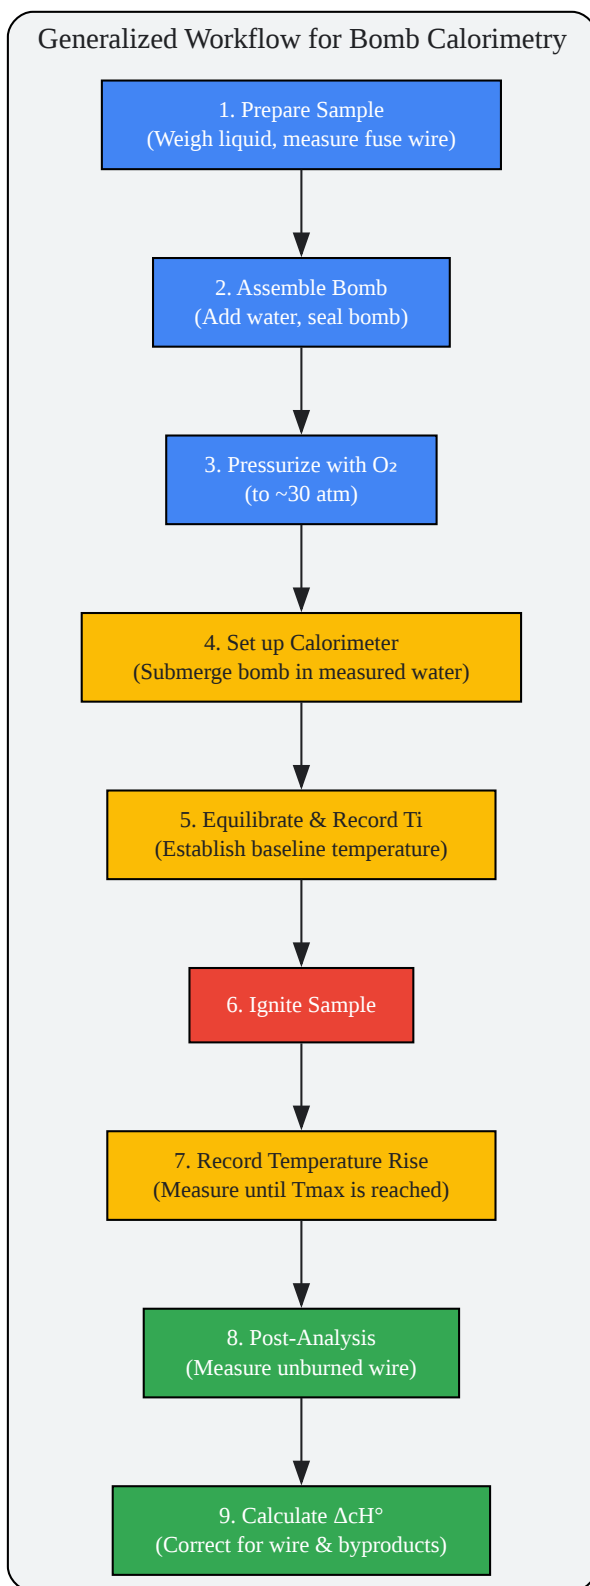 Generalized Workflow for Bomb Calorimetry
1. Prepare Sample
(Weigh liquid, measure fuse wire)
2. Assemble Bomb
(Add water, seal bomb)
3. Pressurize with O₂
(to ~30 atm)
4. Set up Calorimeter
(Submerge bomb in measured water)
5. Equilibrate & Record Ti
(Establish baseline temperature)
6. Ignite Sample
7. Record Temperature Rise
(Measure until Tmax is reached)
8. Post-Analysis
(Measure unburned wire)
9. Calculate ΔcH°
(Correct for wire & byproducts)